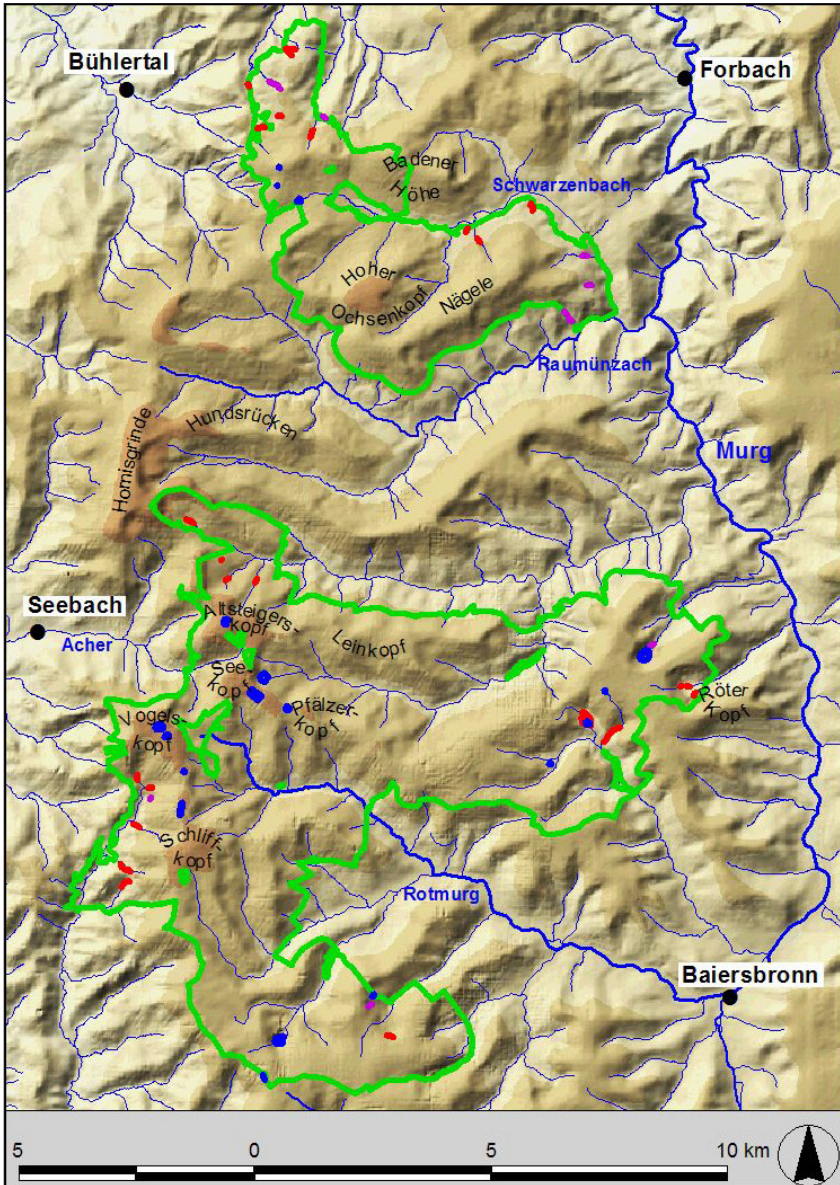 Bühlertal
Forbach
Badener
Höhe
Schwarzenbach
Hoher
Ochsenkopf
Nägele
Raumünzach
Hundsrücken
Hornisgrinde
Murg
Seebach
Acher
Altsteigers-
kopf
Leinkopf
See-
kopf
Pfälzer-
kopf
Röter
Kopf
Vogels-
kopf
Schliff-
kopf
Rotmurg
Baiersbronn
5 0 5 10 km